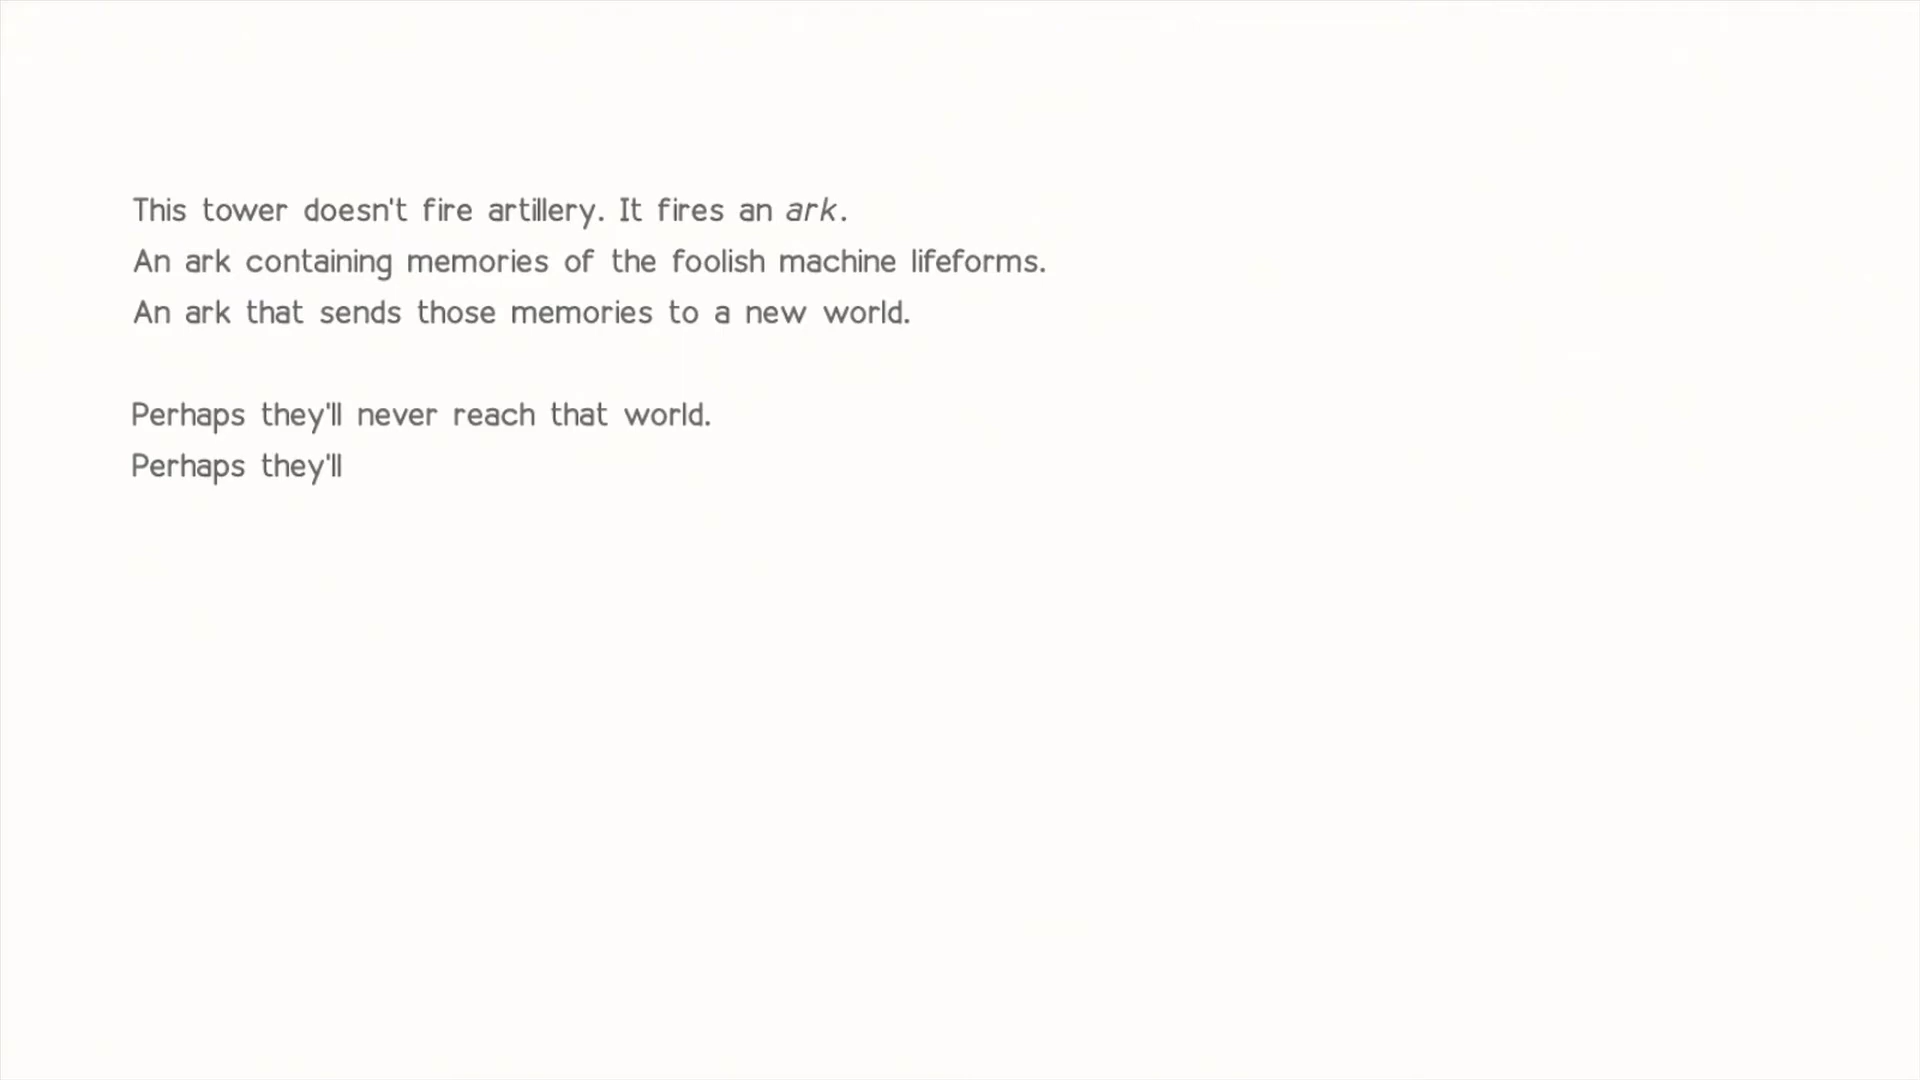 This tower doesn't fire artillery. It fires an ark.
An ark containing memories of the foolish machine lifeforms.
An ark that sends those memories to a new world.
Perhaps they'll never reach that world.
Perhaps they'll